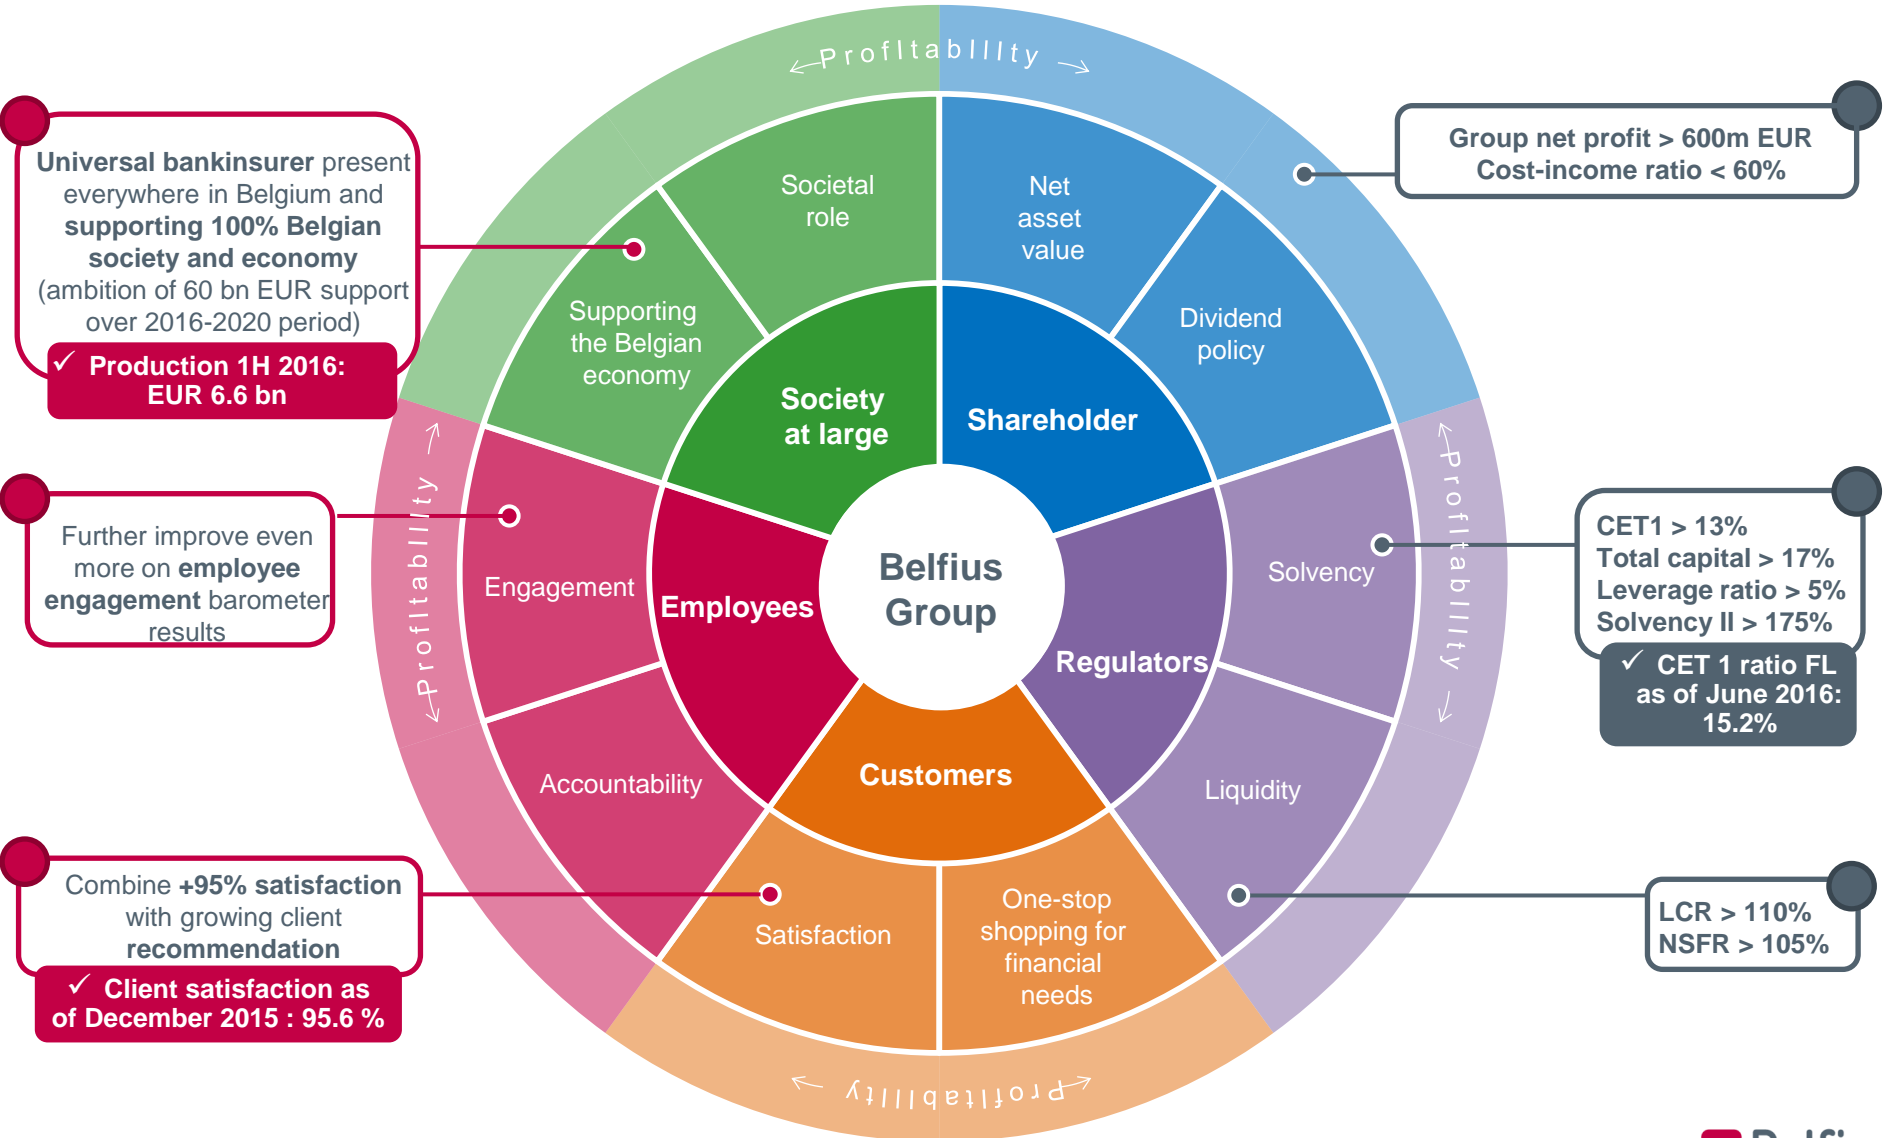 Profitability
Universal bankinsurer present
everywhere in Belgium and
supporting 100% Belgian
society and economy
(ambition of 60 bn EUR support
over 2016-2020 period)
✓ Production 1H 2016:
EUR 6.6 bn
Group net profit > 600m EUR
Cost-income ratio < 60%
Societal
role
Net
asset
value
Supporting
the Belgian
economy
Dividend
policy
Society
at large
Shareholder
Profitability
Profitability
Further improve even
more on employee
engagement barometer
results
Engagement
Employees
Belfius
Group
Regulators
Solvency
CET1 > 13%
Total capital > 17%
Leverage ratio > 5%
Solvency II > 175%
✓ CET 1 ratio FL
as of June 2016:
15.2%
Accountability
Customers
Liquidity
Combine +95% satisfaction
with growing client
recommendation
✓ Client satisfaction as
of December 2015 : 95.6 %
Satisfaction
One-stop
shopping for
financial
needs
LCR > 110%
NSFR > 105%
Profitability